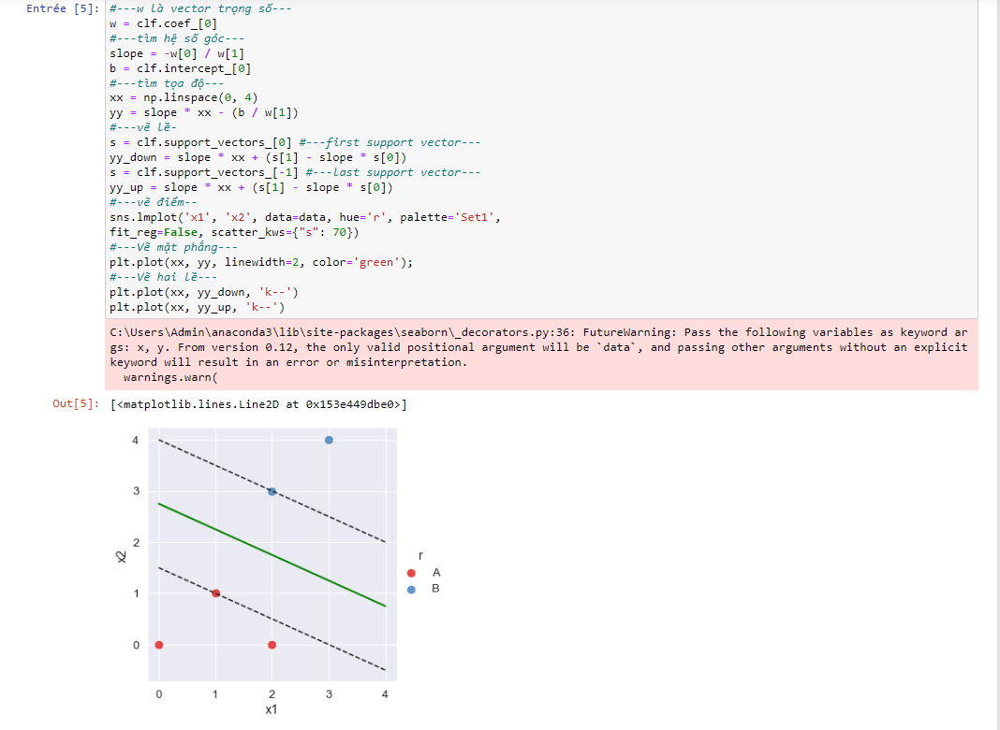 Entrée [5]: #---w là vector trọng số---
w = clf.coef_[0]
#---tìm hệ số góc---
slope = -w[0] / w[1]
b = clf.intercept_[0]
#---tìm tọa độ---
xx = np.linspace(0, 4)
yy = slope * xx - (b / w[1])
#---vẽ lề-
s = clf.support_vectors_[0] #---first support vector---
yy_down = slope * xx + (s[1] - slope * s[0])
s = clf.support_vectors_[-1] #---last support vector---
yy_up = slope * xx + (s[1] - slope * s[0])
#---vẽ điểm--
sns.lmplot('x1', 'x2', data=data, hue='r', palette='Set1',
fit_reg=False, scatter_kws={"s": 70})
#---Vẽ mặt phẳng---
plt.plot(xx, yy, linewidth=2, color='green');
#---Vẽ hai lề---
plt.plot(xx, yy_down, 'k--')
plt.plot(xx, yy_up, 'k--')
C:\Users\Admin\anaconda3\lib\site-packages\seaborn\_decorators.py:36: FutureWarning: Pass the following variables as keyword ar
gs: x, y. From version 0.12, the only valid positional argument will be `data`, and passing other arguments without an explicit
keyword will result in an error or misinterpretation.
warnings.warn(
Out[5]: [<matplotlib.lines.Line2D at 0x153e449dbe0>]
4
3
2
1
0
x2
0 1 2 3 4
x1
r
A
B